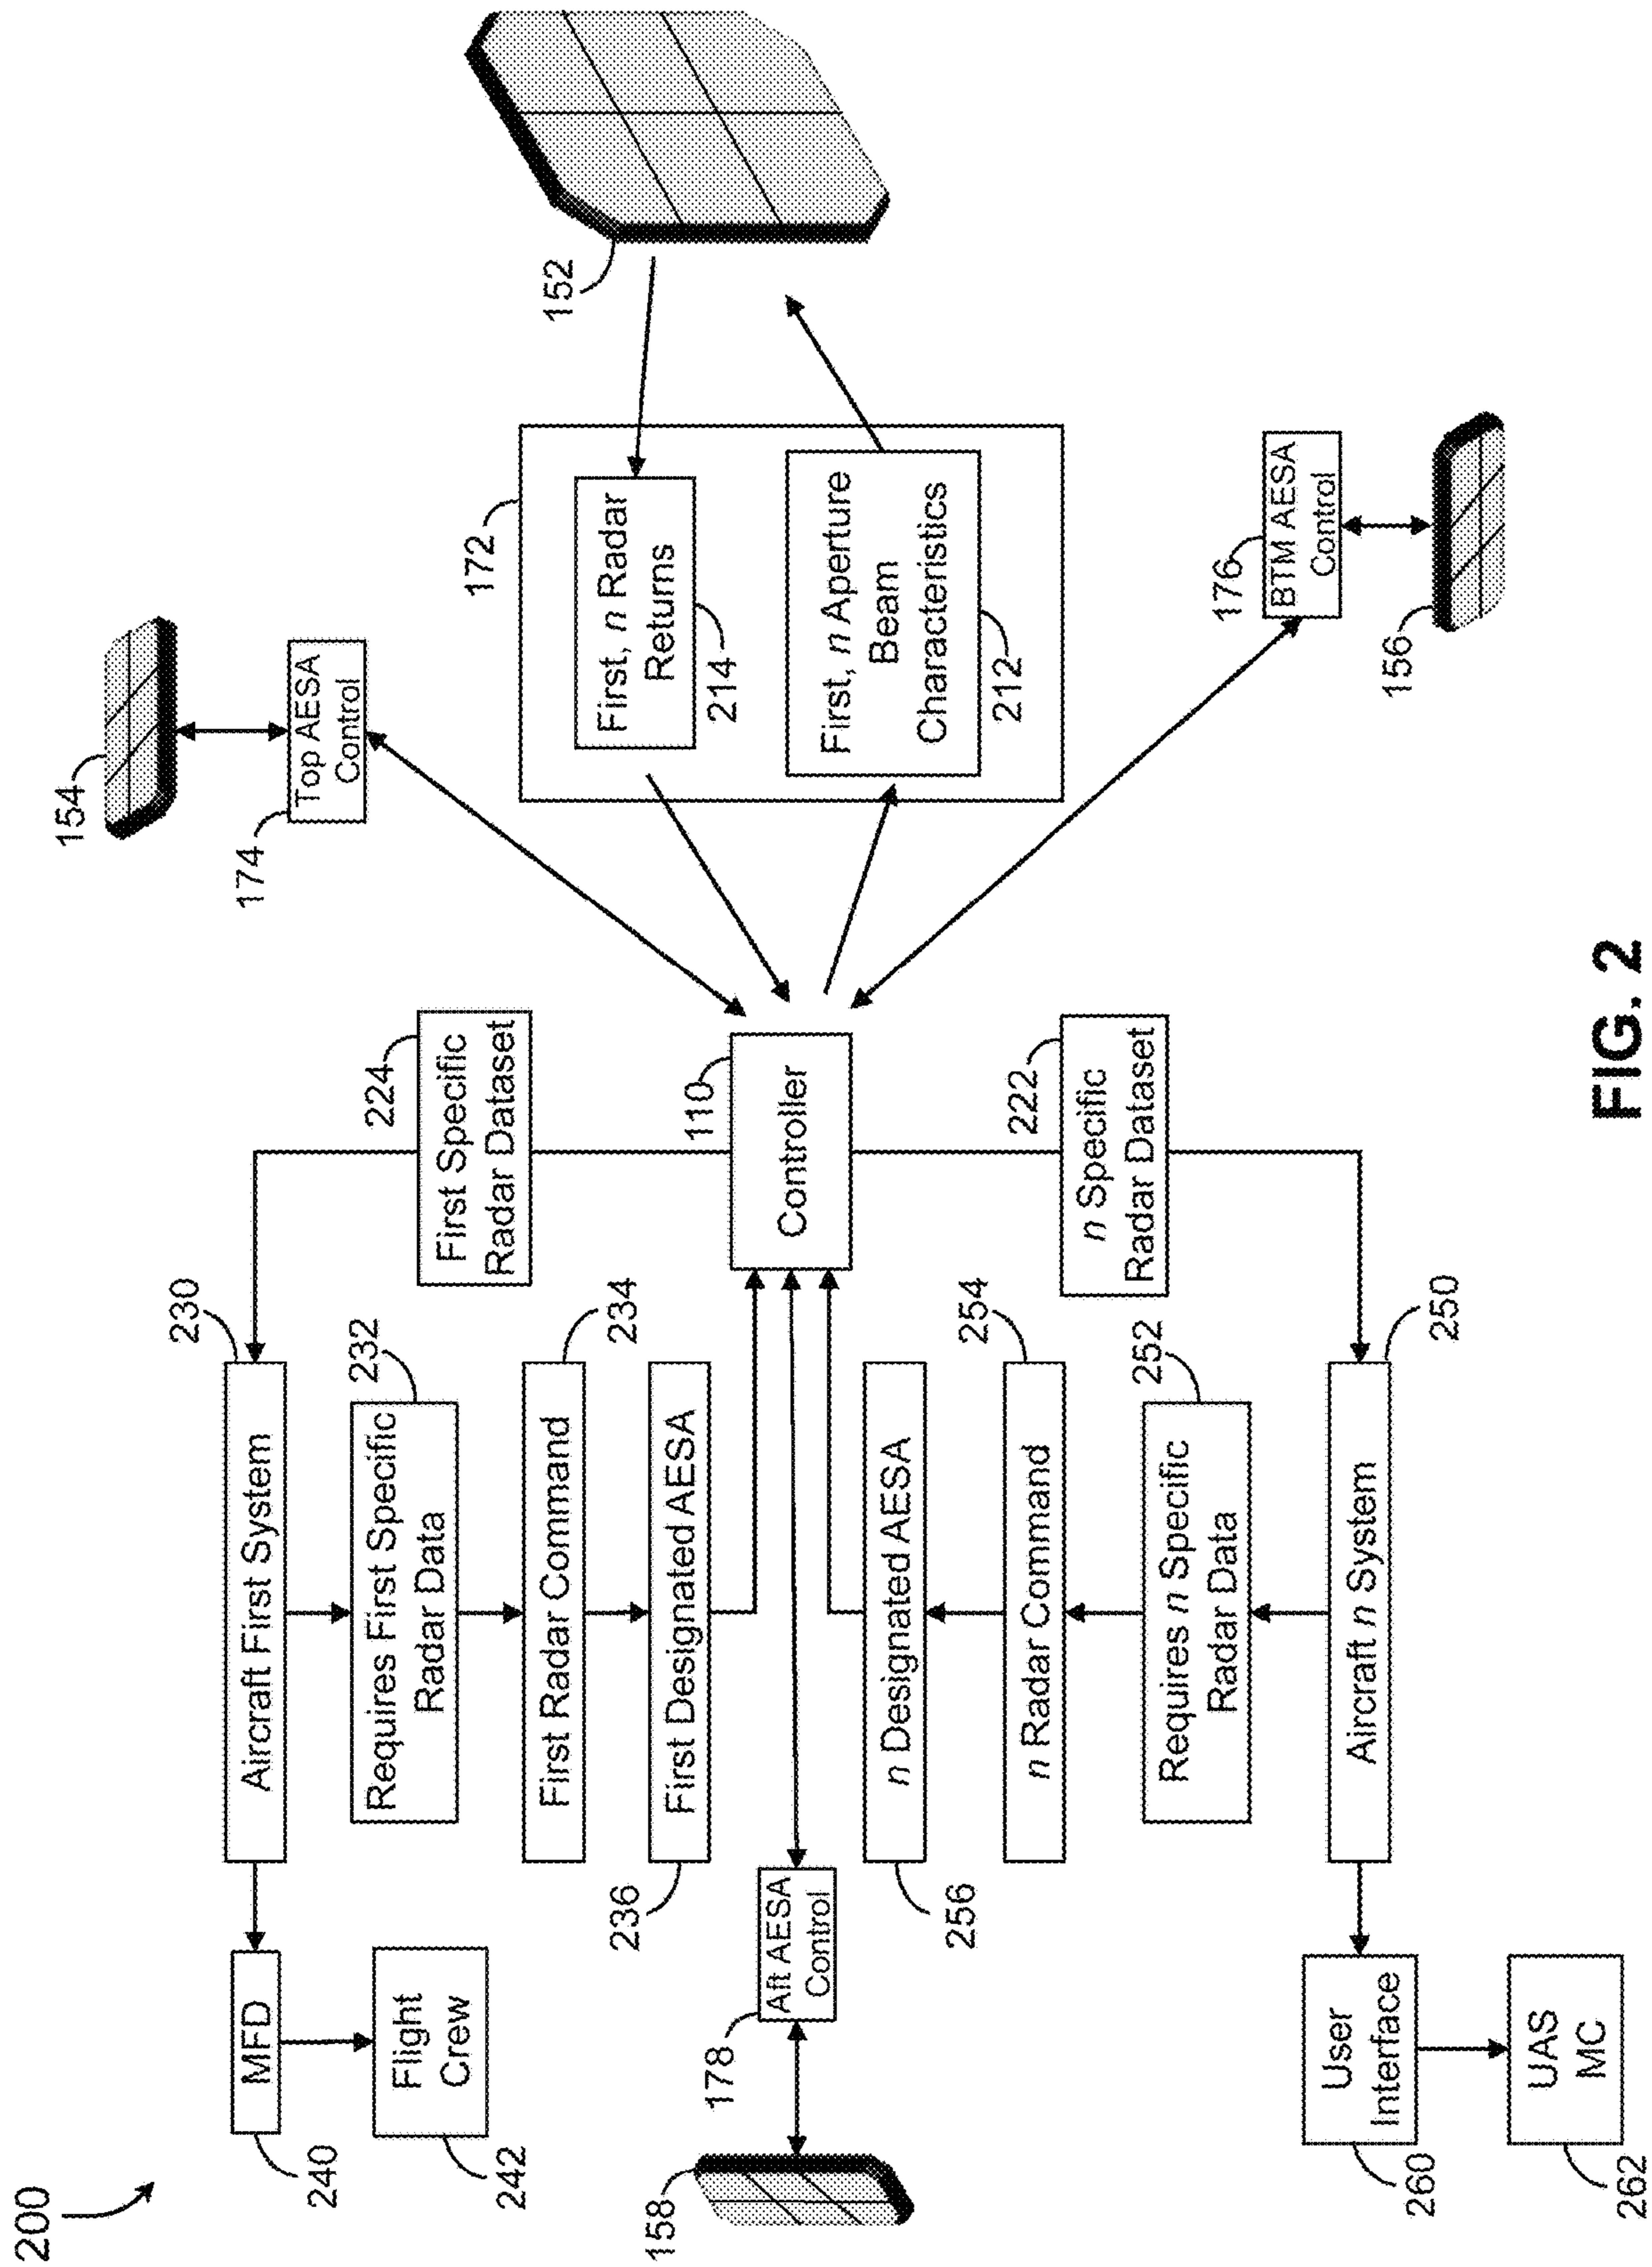 200
154
174
Top AESA
Control
230
Aircraft First System
240
MFD
242
Flight
Crew
232
Requires First Specific
Radar Data
234
First Radar Command
236
First Designated AESA
224
First Specific
Radar Dataset
172
First, n Radar
Returns
214
152
158
178
Aft AESA
Control
110
Controller
First, n Aperture
Beam
Characteristics
212
256
n Designated AESA
254
n Radar Command
252
Requires n Specific
Radar Data
222
n Specific
Radar Dataset
250
Aircraft n System
260
User
Interface
262
UAS
MC
176
BTM AESA
Control
156
FIG. 2